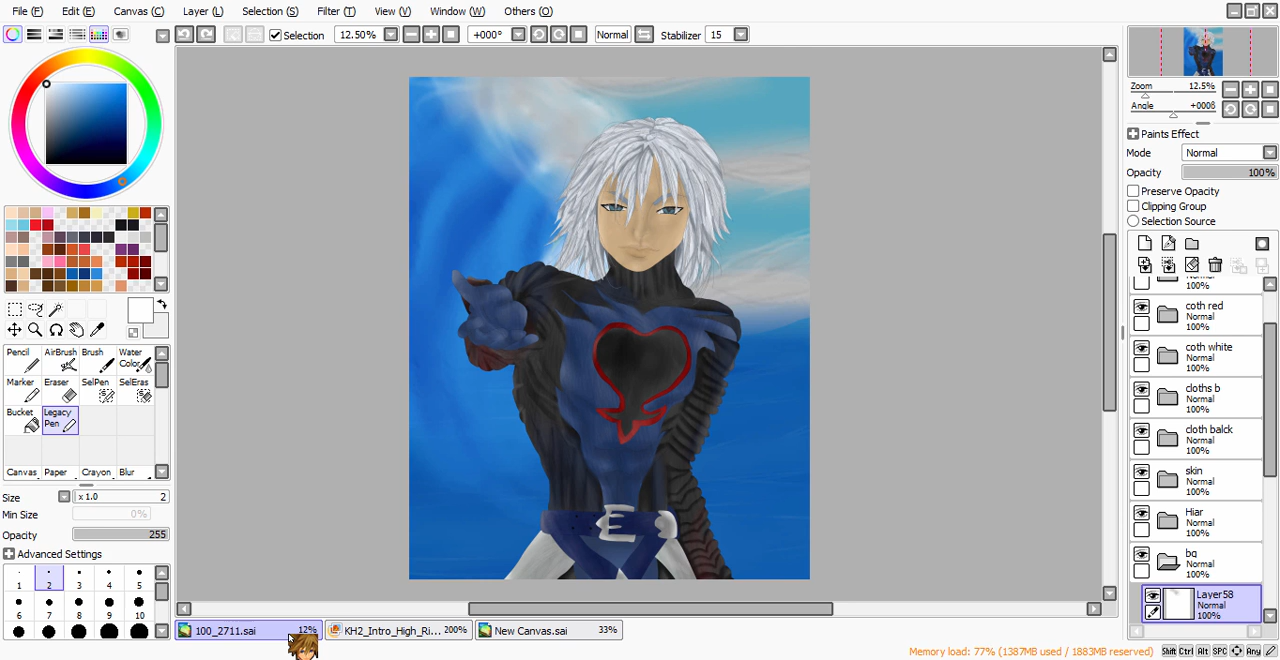 File (F) Edit (E) Canvas (C) Layer (L) Selection (S) Filter (T) View (V) Window (W) Others (O)
Selection 12.50% +000° Normal Stabilizer 15
Zoom 12.5%
Angle +000ß
Paints Effect
Mode Normal
Opacity 100%
Preserve Opacity
Clipping Group
Selection Source
100%
coth red
Normal
100%
coth white
Normal
100%
cloths b
Normal
100%
cloth balck
Normal
100%
skin
Normal
100%
Hiar
Normal
100%
bg
Normal
100%
Layer58
Normal
100%
Pencil AirBrush Brush Water Color
Marker Eraser SelPen SelEras
Bucket Legacy Pen
Canvas Paper Crayon Blur
Size x 1.0 2
Min Size 0%
Opacity 255
Advanced Settings
1 2 3 4 5
6 7 8 9 10
100_2711.sai 12% KH2_Intro_High_Ri... 200% New Canvas.sai 33%
Memory load: 77% (1387MB used / 1883MB reserved) Shift Ctrl Alt SPC Any